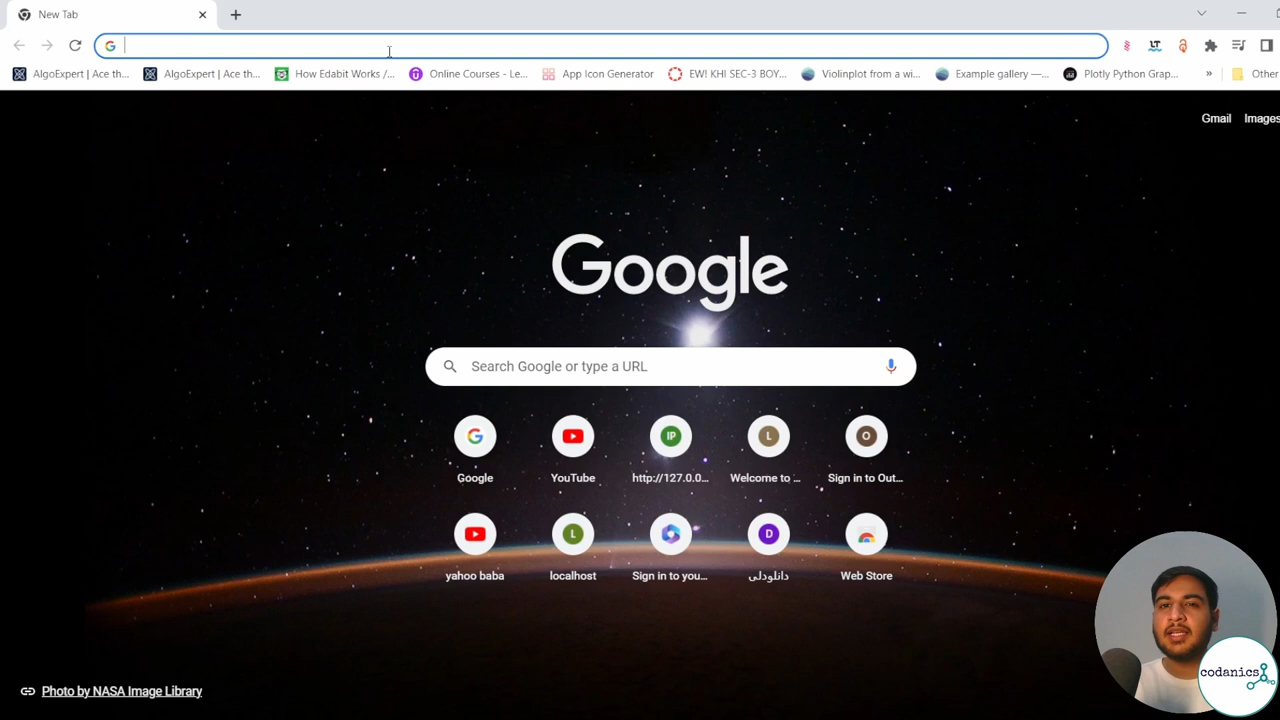 New Tab
AlgoExpert | Ace th...
AlgoExpert | Ace th...
How Edabit Works /...
Online Courses - Le...
App Icon Generator
EW! KHI SEC-3 BOY...
Violinplot from a wi...
Example gallery —...
Plotly Python Grap...
»
Other
Gmail
Images
Google
Search Google or type a URL
G
YouTube
IP
L
O
Google
YouTube
http://127.0.0...
Welcome to ...
Sign in to Out...
L
D
yahoo baba
localhost
Sign in to you...
دانلودلی
Web Store
Photo by NASA Image Library
codanics